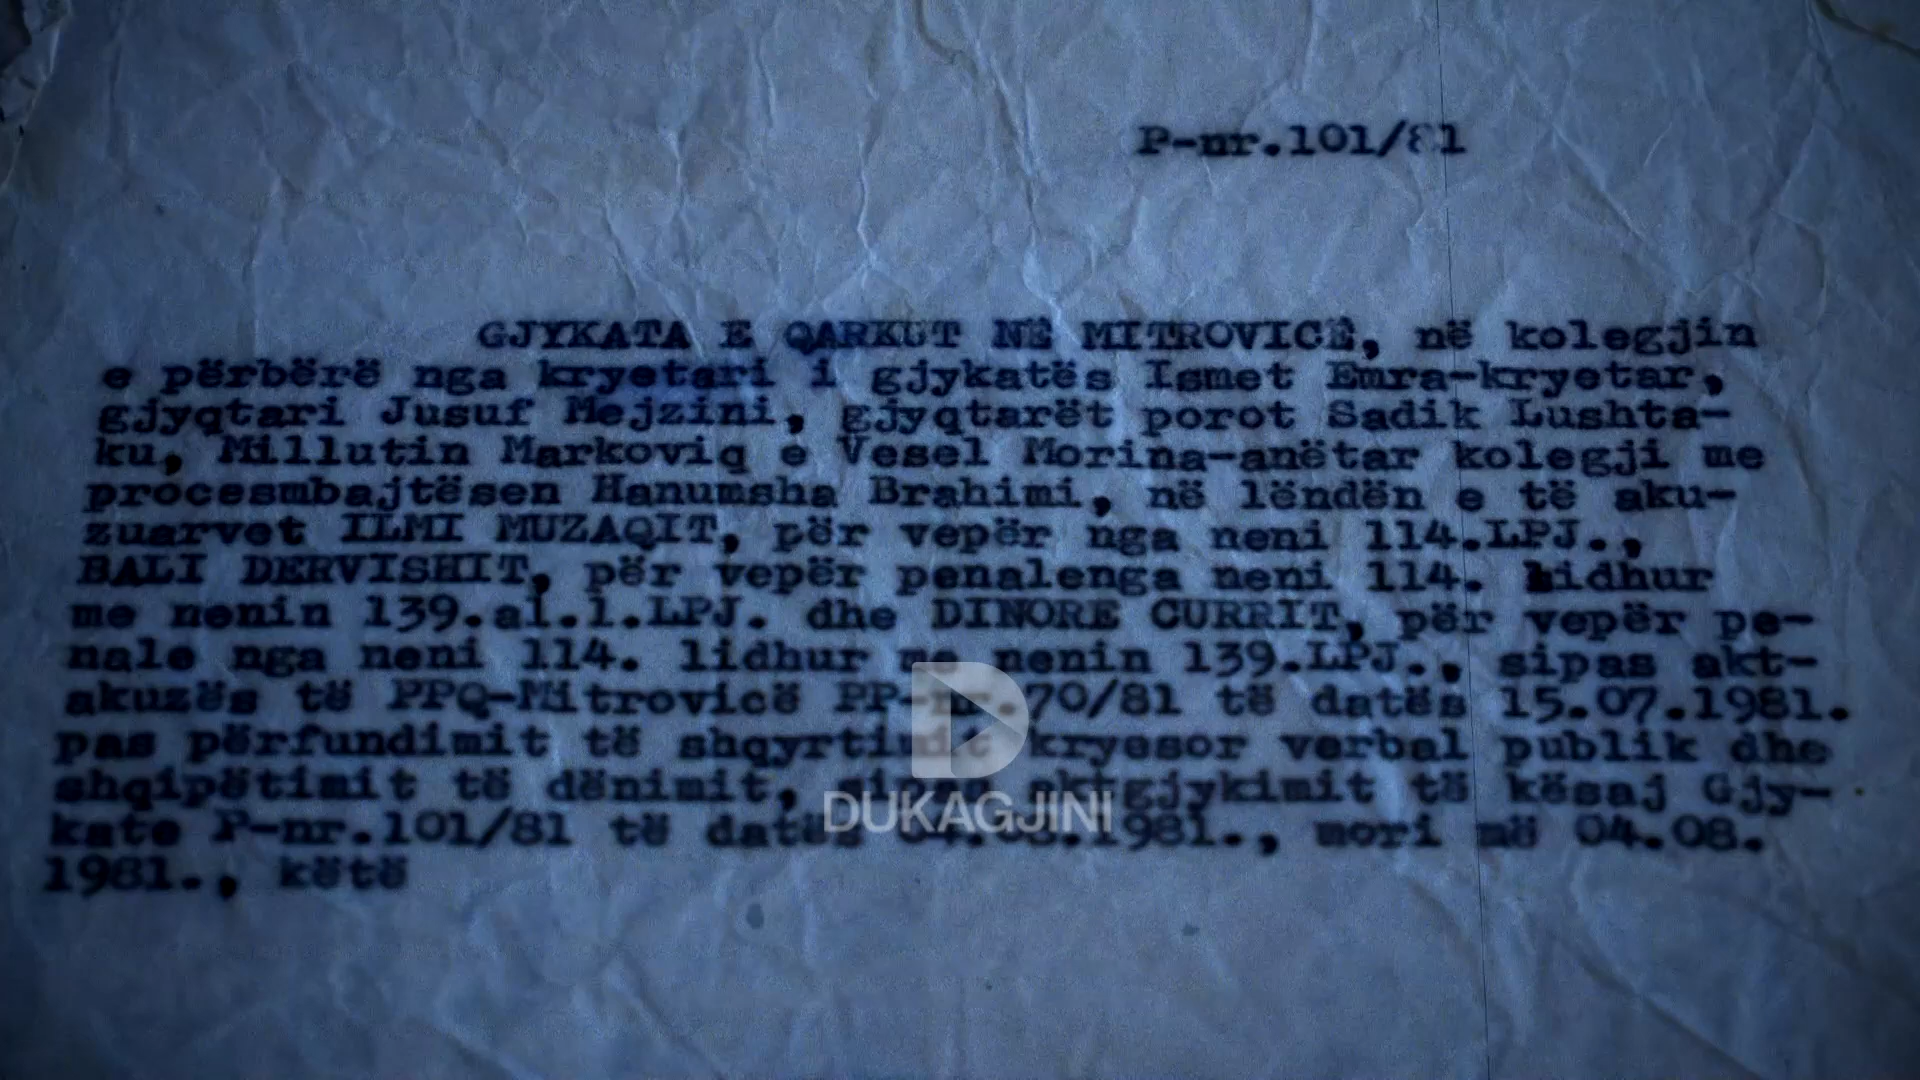 P-nr.101/81
GJYKATA E QARKUT NË MITROVICË, në kolegjin
e përbërë nga kryetari i gjykatës Ismet Emra-kryetar,
gjyqtari Jusuf Mejzini, gjyqtarët porot Sadik Lushta-
ku, Millutin Markoviq e Vesel Morina-anëtar kolegji me
procesmbajtësen Hanumsha Brahimi, në lëndën e të aku-
zuarvet ILMI MUZAQIT, për vepër nga neni 114.LPJ.,
BALI DERVISHIT, për vepër penalenga neni 114. lidhur
me nenin 139.al.1.LPJ. dhe DINORE CURRIT, për vepër pe-
nale nga neni 114. lidhur me nenin 139.LPJ., sipas akt-
akuzës të PPQ-Mitrovicë PP-nr.70/81 të datës 15.07.1981.
pas përfundimit të shqyrtimit kryesor verbal publik dhe
shqipëtimit të dënimit, aktgjykimit të kësaj Gjy-
kate P-nr.101/81 të datës mori më 04.08.
1981., këtë
DUKAGJINI